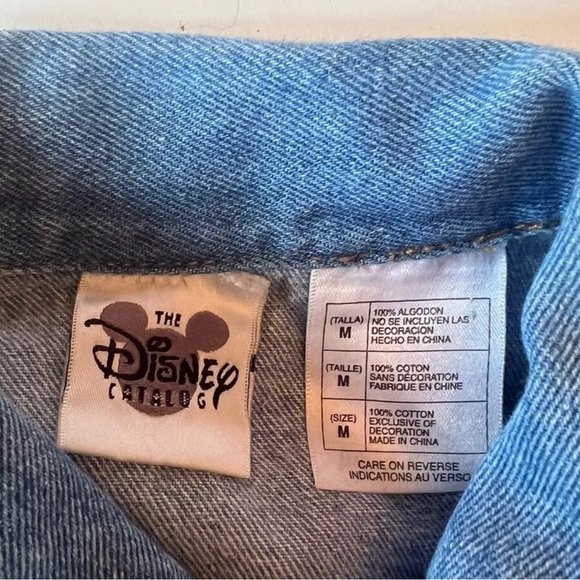 THE
Disney
CATALOG
(TALLA)
M
100% ALGODON
NO SE INCLUYEN LAS
DECORACION
HECHO EN CHINA
(TAILLE)
M
100% COTON
SANS DÉCORATION
FABRIQUE EN CHINE
(SIZE)
M
100% COTTON
EXCLUSIVE OF
DECORATION
MADE IN CHINA
CARE ON REVERSE
INDICATIONS AU VERSO